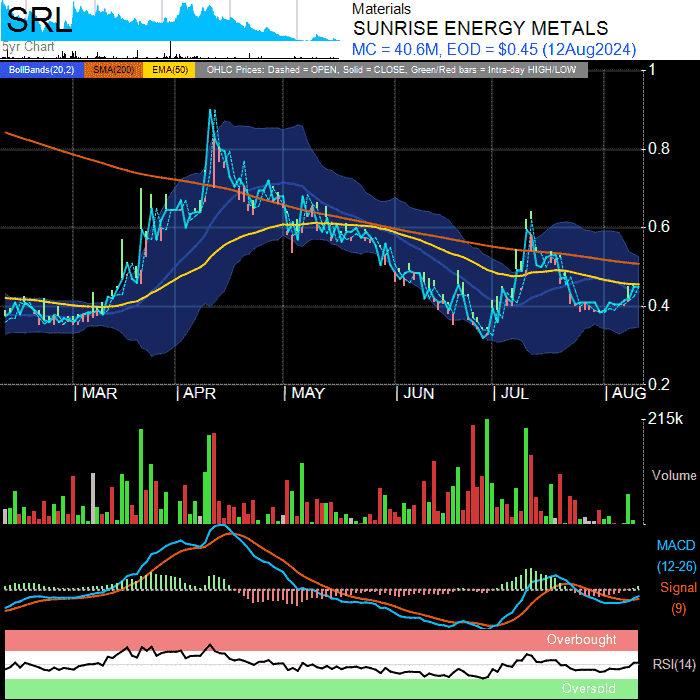 SRL
5yr Chart
Materials
SUNRISE ENERGY METALS
MC = 40.6M, EOD = $0.45 (12Aug2024)
BollBands(20,2) SMA(200) EMA(50) OHLC Prices: Dashed = OPEN, Solid = CLOSE, Green/Red bars = Intra-day HIGH/LOW
1
0.8
0.6
0.4
0.2
| MAR | APR | MAY | JUN | JUL | AUG
215k
Volume
MACD
(12-26)
Signal
(9)
Overbought
RSI(14)
Oversold